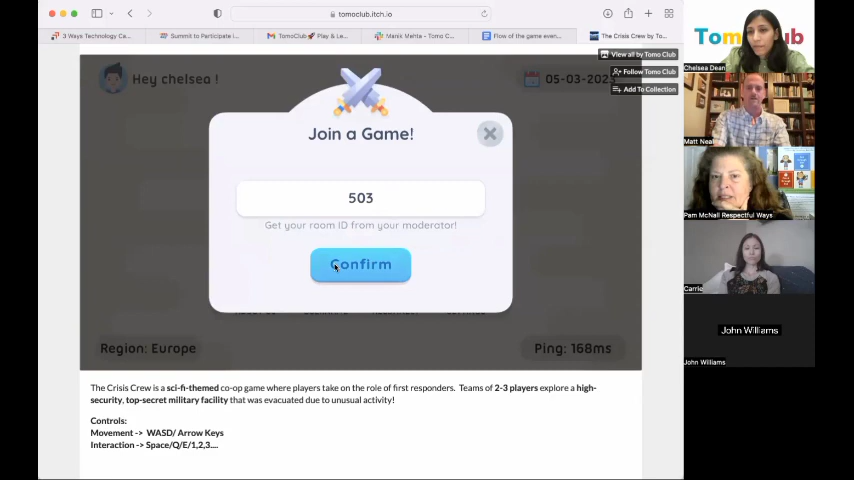 tomoclub.itch.io
3 Ways Technology Ca...
Summit to Participate i...
TomoClub🚀 Play & Le...
Manik Mehta - Slack
Flow of the game even...
The Crisis Crew by To...
View all by Tomo Club
Follow Tomo Club
Add To Collection
Hey chelsea !
05-03-2023
Join a Game!
503
Get your room ID from your moderator!
Confirm
Region: Europe
Ping: 168ms
The Crisis Crew is a sci-fi-themed co-op game where players take on the role of first responders. Teams of 2-3 players explore a high-
security, top-secret military facility that was evacuated due to unusual activity!
Controls:
Movement -> WASD/ Arrow Keys
Interaction -> Space/Q/E/1,2,3....
Chelsea Dean
Matt Neal
Pam McNall Respectful Ways
Carrie
John Williams
John Williams